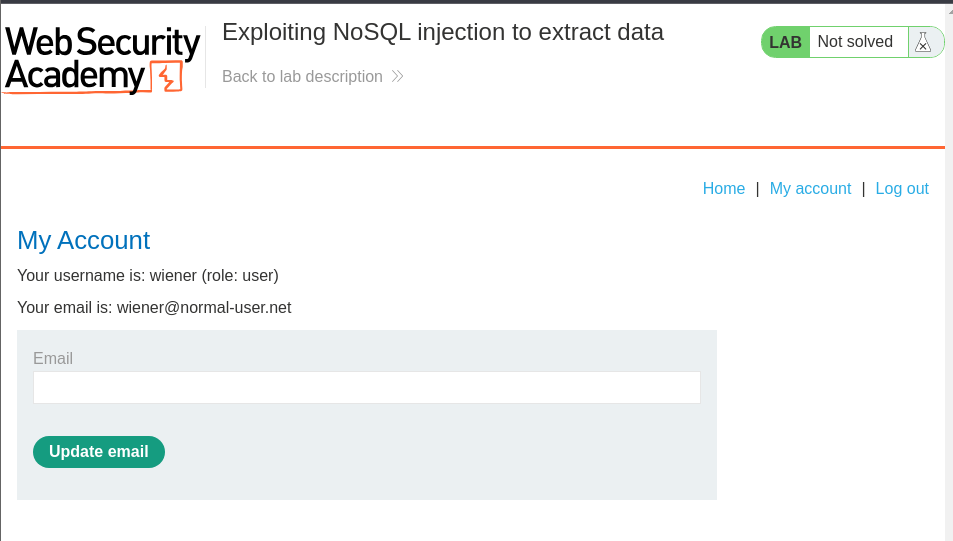 Web Security
Academy
Exploiting NoSQL injection to extract data
Back to lab description
LAB Not solved
Home | My account | Log out
My Account
Your username is: wiener (role: user)
Your email is: wiener@normal-user.net
Email
Update email